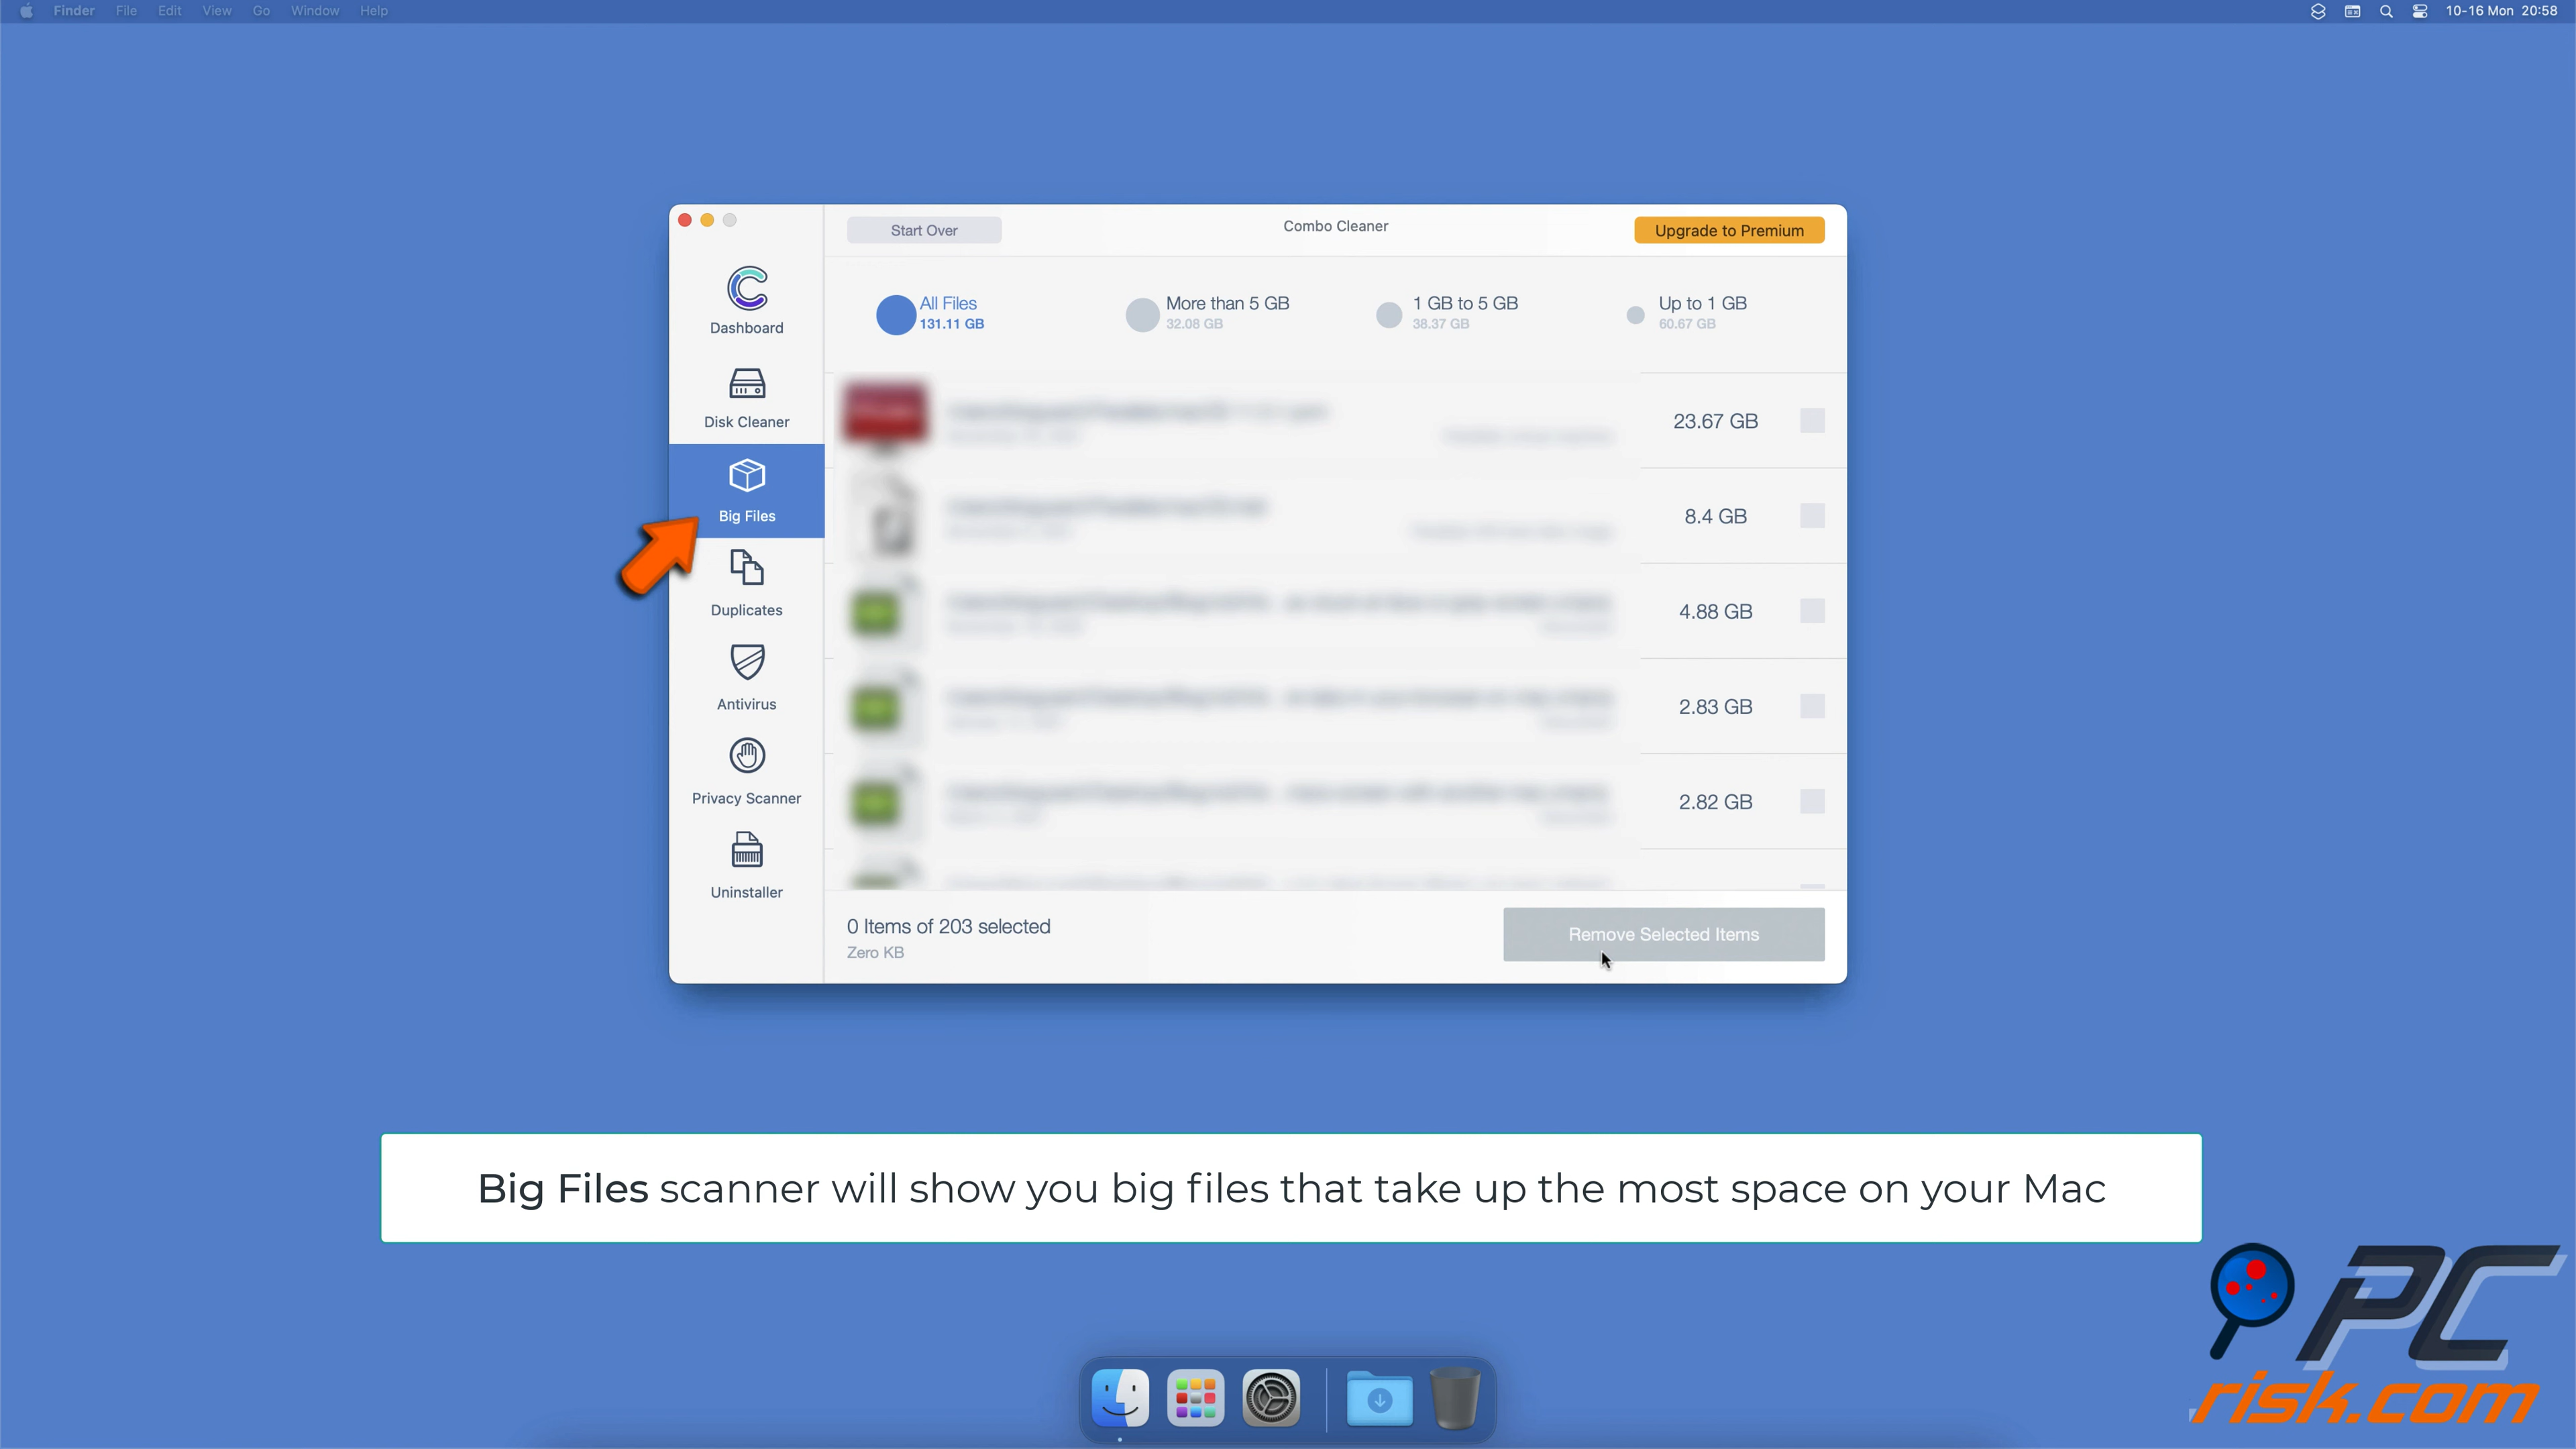 Finder File Edit View Go Window Help
10-16 Mon 20:58
Start Over
Combo Cleaner
Upgrade to Premium
Dashboard
Disk Cleaner
Big Files
Duplicates
Antivirus
Privacy Scanner
Uninstaller
All Files
131.11 GB
More than 5 GB
32.08 GB
1 GB to 5 GB
38.37 GB
Up to 1 GB
60.67 GB
23.67 GB
8.4 GB
4.88 GB
2.83 GB
2.82 GB
0 Items of 203 selected
Zero KB
Remove Selected Items
Big Files scanner will show you big files that take up the most space on your Mac
PC
risk.com